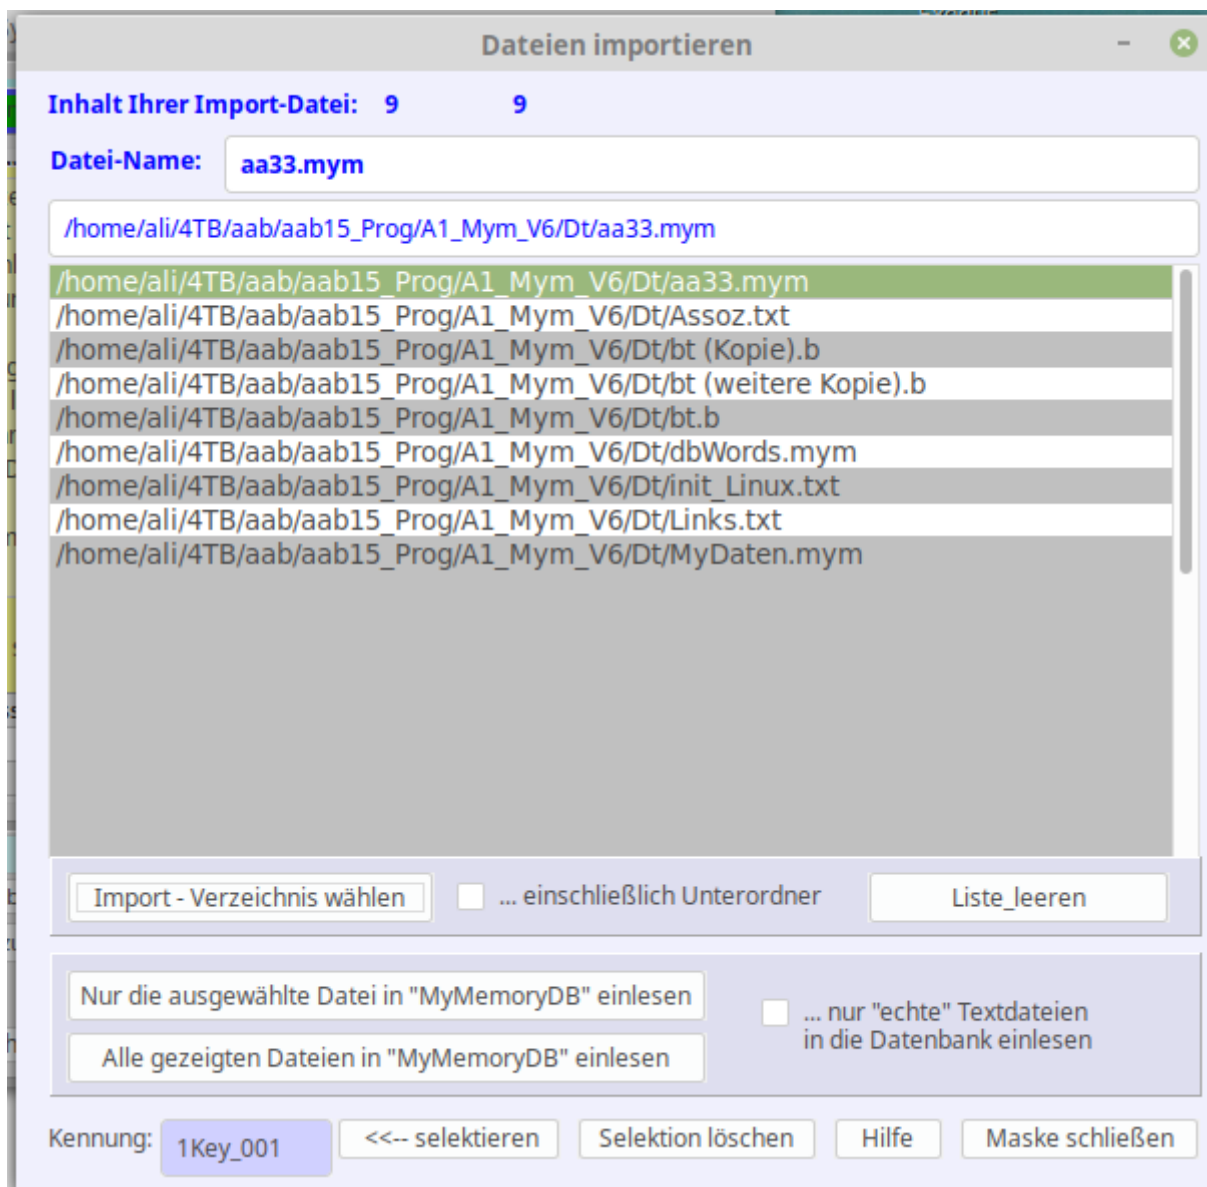 Dateien importieren
Inhalt Ihrer Import-Datei: 9 9
Datei-Name: aa33.mym
/home/ali/4TB/aab/aab15_Prog/A1_Mym_V6/Dt/aa33.mym
/home/ali/4TB/aab/aab15_Prog/A1_Mym_V6/Dt/aa33.mym
/home/ali/4TB/aab/aab15_Prog/A1_Mym_V6/Dt/Assoz.txt
/home/ali/4TB/aab/aab15_Prog/A1_Mym_V6/Dt/bt (Kopie).b
/home/ali/4TB/aab/aab15_Prog/A1_Mym_V6/Dt/bt (weitere Kopie).b
/home/ali/4TB/aab/aab15_Prog/A1_Mym_V6/Dt/bt.b
/home/ali/4TB/aab/aab15_Prog/A1_Mym_V6/Dt/dbWords.mym
/home/ali/4TB/aab/aab15_Prog/A1_Mym_V6/Dt/init_Linux.txt
/home/ali/4TB/aab/aab15_Prog/A1_Mym_V6/Dt/Links.txt
/home/ali/4TB/aab/aab15_Prog/A1_Mym_V6/Dt/MyDaten.mym
Import - Verzeichnis wählen ... einschließlich Unterordner Liste_leeren
Nur die ausgewählte Datei in "MyMemoryDB" einlesen
... nur "echte" Textdateien
in die Datenbank einlesen
Alle gezeigten Dateien in "MyMemoryDB" einlesen
Kennung: 1Key_001 <<-- selektieren Selektion löschen Hilfe Maske schließen